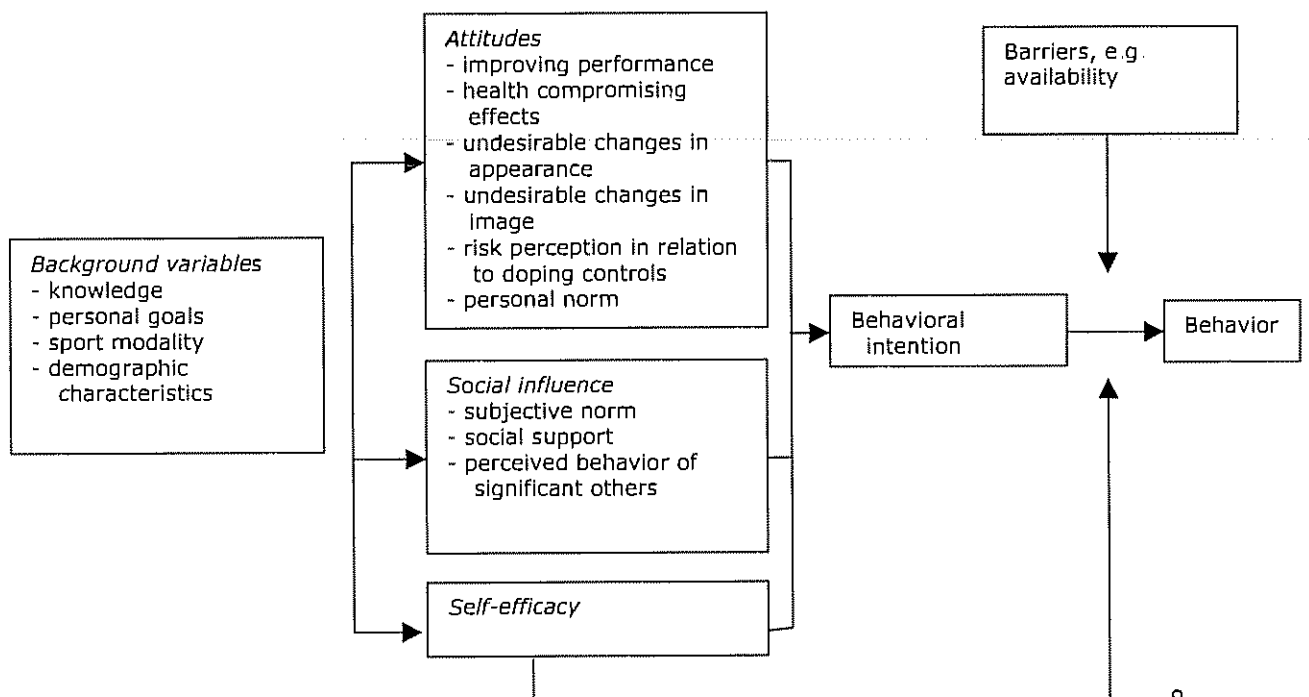 Attitudes
- improving performance
- health compromising
effects
- undesirable changes in
appearance
- undesirable changes in
image
- risk perception in relation
to doping controls
- personal norm
Barriers, e.g.
availability
Background variables
- knowledge
- personal goals
- sport modality
- demographic
characteristics
Behavioral
intention
Behavior
Social influence
- subjective norm
- social support
- perceived behavior of
significant others
Self-efficacy